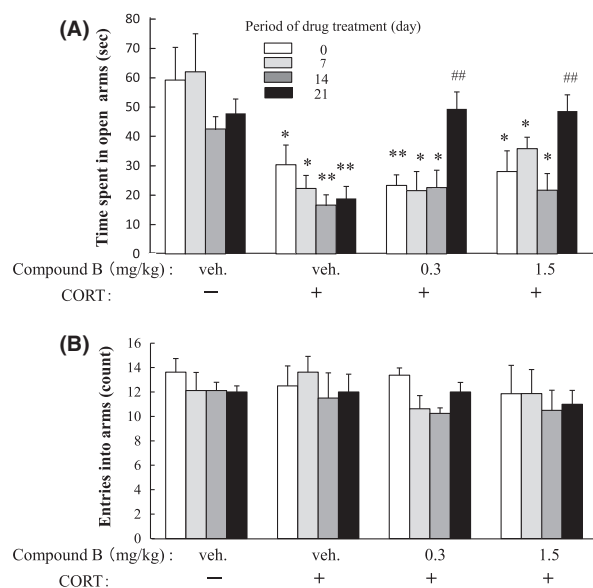 (A)
Time spent in open arms (sec)
80
70
60
50
40
30
20
10
0
Period of drug treatment (day)
0
7
14
21
* * ** **
** * * ##
* * * ##
Compound B (mg/kg) : veh. veh. 0.3 1.5
CORT : − + + +
(B)
Entries into arms (count)
16
14
12
10
8
6
4
2
0
Compound B (mg/kg) : veh. veh. 0.3 1.5
CORT : − + + +